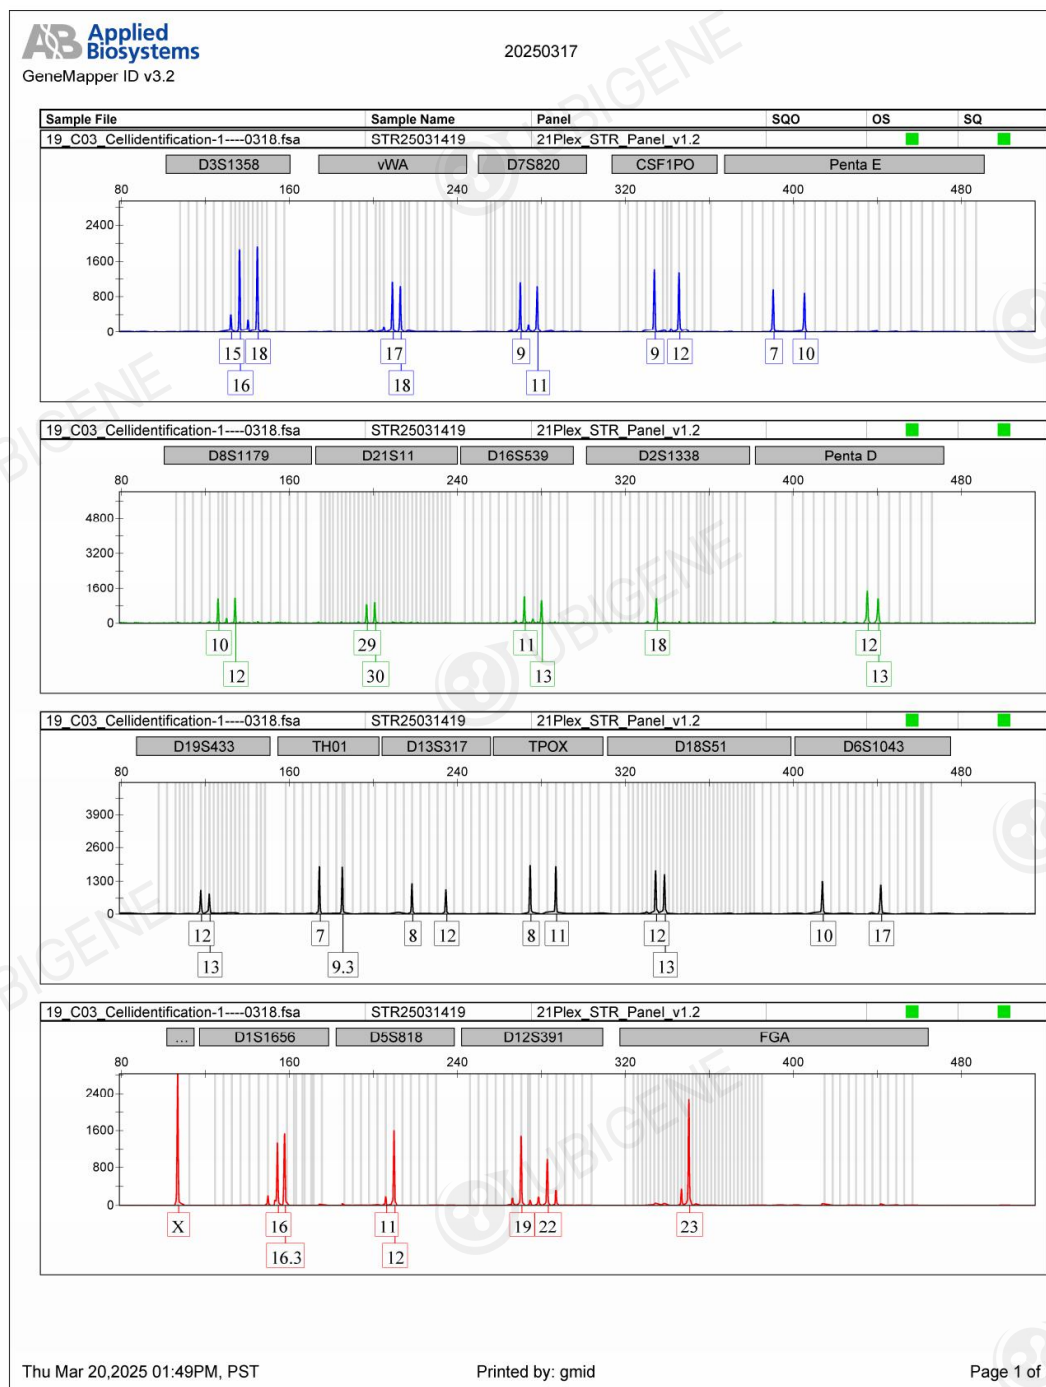 AB Applied
Biosystems
GeneMapper ID v3.2
20250317
Sample File Sample Name Panel SQO OS SQ
19_C03_Cellidentification-1----0318.fsa STR25031419 21Plex_STR_Panel_v1.2
D3S1358 vWA D7S820 CSF1PO Penta E
80 160 240 320 400 480
2400
1600
800
0
15 18 17 9 9 12 7 10
16 18 11
19_C03_Cellidentification-1----0318.fsa STR25031419 21Plex_STR_Panel_v1.2
D8S1179 D21S11 D16S539 D2S1338 Penta D
80 160 240 320 400 480
4800
3200
1600
0
10 29 11 18 12
12 30 13 13
19_C03_Cellidentification-1----0318.fsa STR25031419 21Plex_STR_Panel_v1.2
D19S433 TH01 D13S317 TPOX D18S51 D6S1043
80 160 240 320 400 480
3900
2600
1300
0
12 7 8 12 8 11 12 10 17
13 9.3 13
19_C03_Cellidentification-1----0318.fsa STR25031419 21Plex_STR_Panel_v1.2
... D1S1656 D5S818 D12S391 FGA
80 160 240 320 400 480
2400
1600
800
0
X 16 11 19 22 23
16.3 12
Thu Mar 20,2025 01:49PM, PST Printed by: gmid Page 1 of
UBIGENE